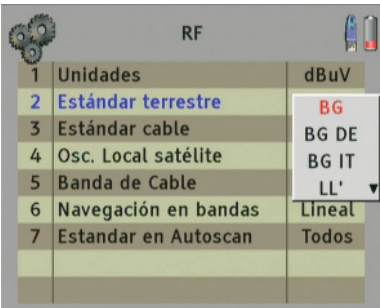 RF
1 Unidades dBuV
2 Estándar terrestre BG
3 Estándar cable BG DE
4 Osc. Local satélite BG IT
5 Banda de Cable LL'
6 Navegación en bandas Lineal
7 Estandar en Autoscan Todos